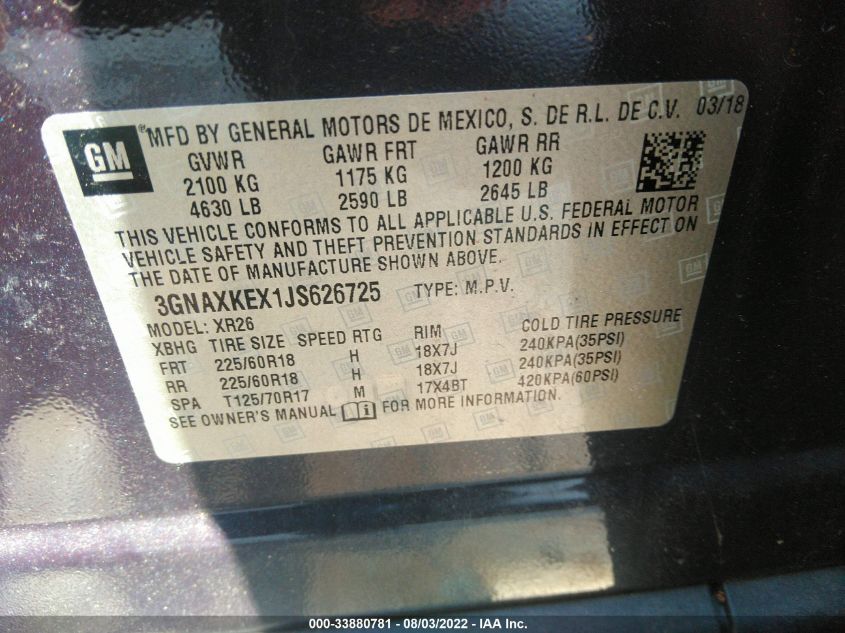 GM ® MFD BY GENERAL MOTORS DE MEXICO, S. DE R.L. DE C.V. 03/18
GVWR GAWR FRT GAWR RR
2100 KG 1175 KG 1200 KG
4630 LB 2590 LB 2645 LB
THIS VEHICLE CONFORMS TO ALL APPLICABLE U.S. FEDERAL MOTOR
VEHICLE SAFETY AND THEFT PREVENTION STANDARDS IN EFFECT ON
THE DATE OF MANUFACTURE SHOWN ABOVE.
3GNAXKEX1JS626725 TYPE: M.P.V.
MODEL: XR26
XBHG TIRE SIZE SPEED RTG RIM COLD TIRE PRESSURE
FRT 225/60R18 H 18X7J 240KPA(35PSI)
RR 225/60R18 H 18X7J 240KPA(35PSI)
SPA T125/70R17 M 17X4BT 420KPA(60PSI)
SEE OWNER'S MANUAL FOR MORE INFORMATION.
000-33880781 - 08/03/2022 - IAA Inc.